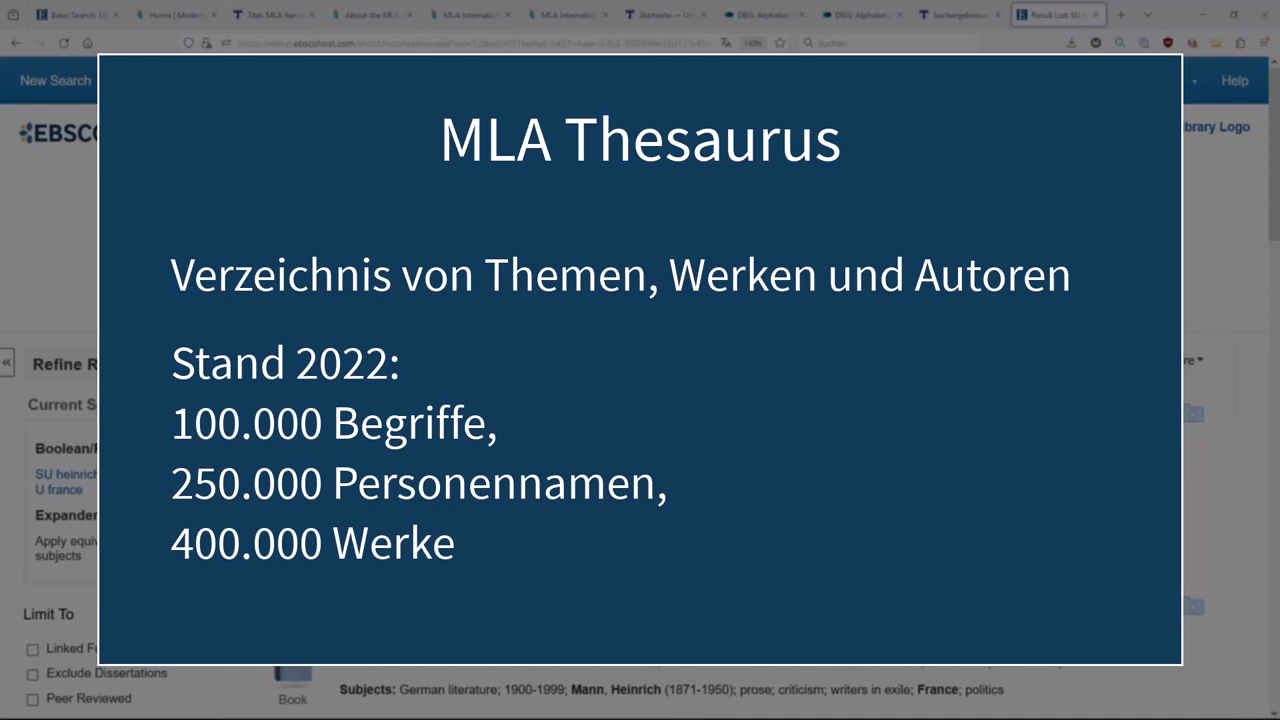 New Search
Help
EBSCO
brary Logo
MLA Thesaurus
Verzeichnis von Themen, Werken und Autoren
Stand 2022:
100.000 Begriffe,
250.000 Personennamen,
400.000 Werke
Refine R
Current S
Boolean/
SU heinrich
U france
Expander
Apply equiv
subjects
Limit To
Linked Fu
Exclude Dissertations
Peer Reviewed
Book
Subjects: German literature; 1900-1999; Mann, Heinrich (1871-1950); prose; criticism; writers in exile; France; politics